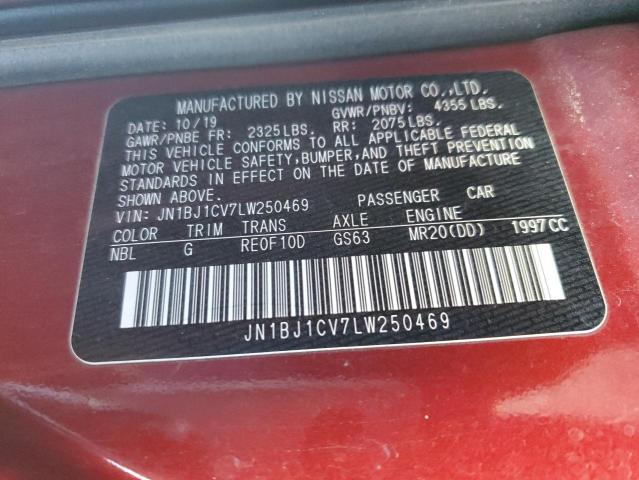 MANUFACTURED BY NISSAN MOTOR CO.,LTD.
DATE: 10/19 GVWR/PNBV: 4355 LBS.
GAWR/PNBE FR: 2325 LBS. RR: 2075 LBS.
THIS VEHICLE CONFORMS TO ALL APPLICABLE FEDERAL
MOTOR VEHICLE SAFETY, BUMPER, AND THEFT PREVENTION
STANDARDS IN EFFECT ON THE DATE OF MANUFACTURE
SHOWN ABOVE.
VIN: JN1BJ1CV7LW250469 PASSENGER CAR
COLOR TRIM TRANS AXLE ENGINE
NBL G RE0F10D GS63 MR20(DD) 1997CC
JN1BJ1CV7LW250469